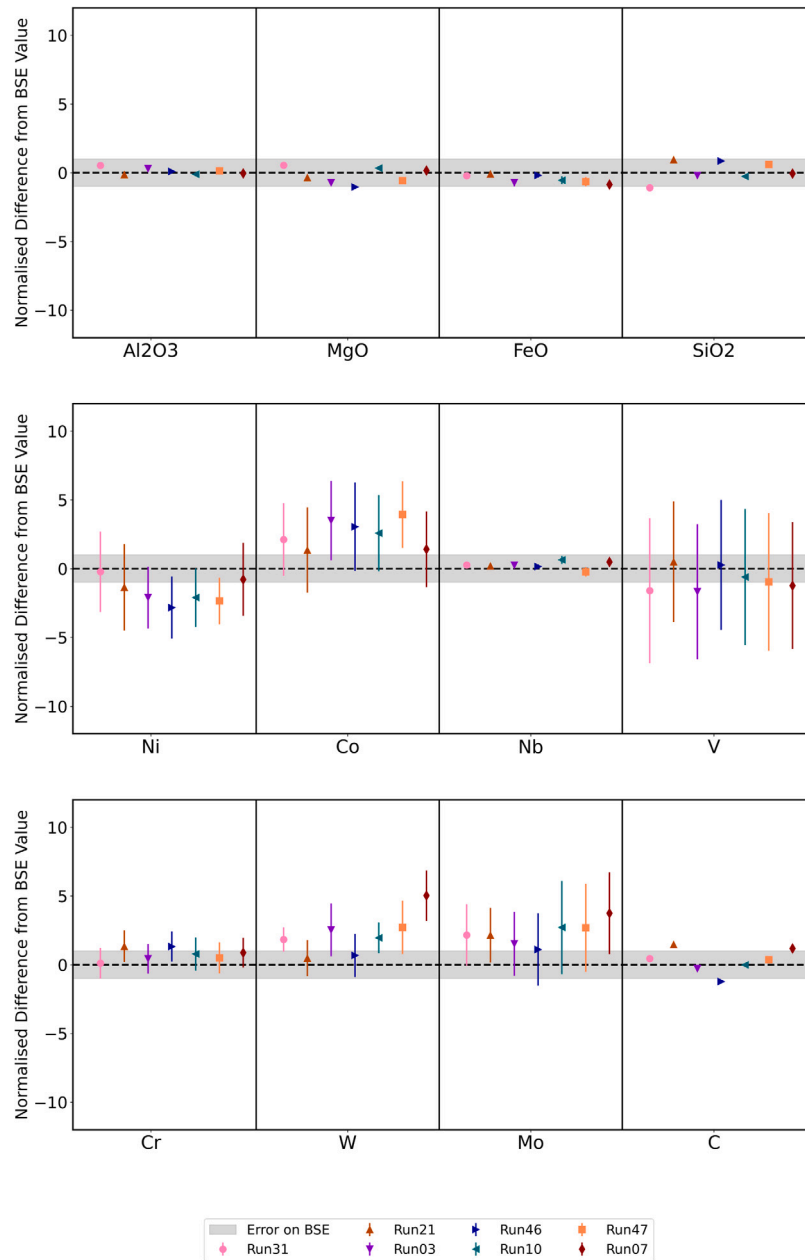 Normalised Difference from BSE Value
10
5
0
−5
−10
Al2O3 MgO FeO SiO2
Normalised Difference from BSE Value
10
5
0
−5
−10
Ni Co Nb V
Normalised Difference from BSE Value
10
5
0
−5
−10
Cr W Mo C
Error on BSE Run21 Run46 Run47
Run31 Run03 Run10 Run07